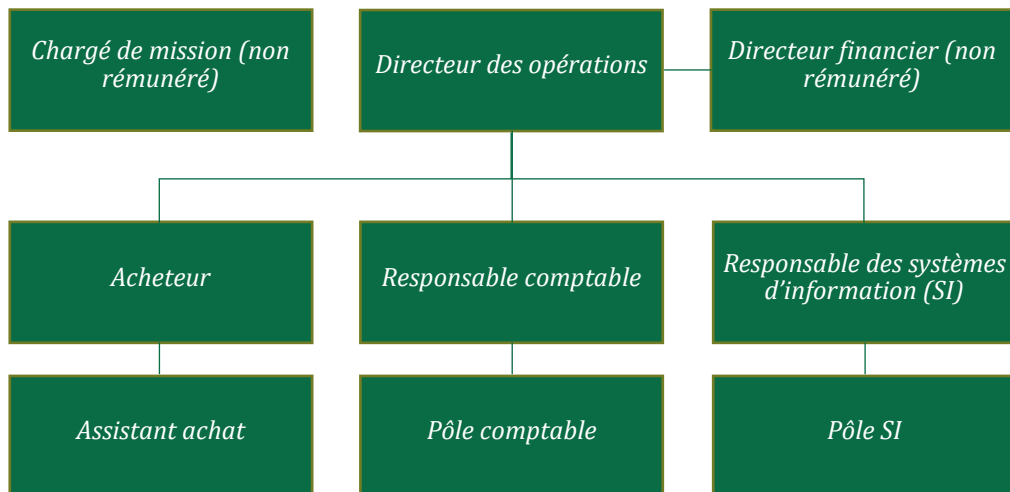 Chargé de mission (non
rémunéré)
Directeur des opérations
Directeur financier (non
rémunéré)
Acheteur
Responsable comptable
Responsable des systèmes
d’information (SI)
Assistant achat
Pôle comptable
Pôle SI